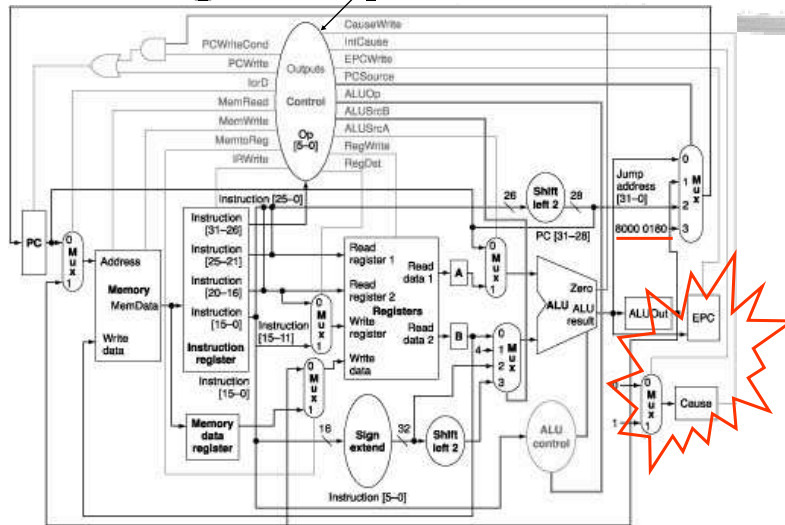 CauseWrite
IntCause
EPCWrite
PCSource
ALUOp
ALUSrcB
ALUSrcA
RegWrite
RegDst
PCWriteCond
PCWrite
IorD
MemRead
MemWrite
MemtoReg
IRWrite
Outputs
Control
Op
[5–0]
Instruction [25–0]
26
Shift
left 2
28
Jump
address
[31–0]
PC [31–28]
0
1
2
3
M
u
x
8000 0180
PC
0
M
u
x
1
Address
Memory
MemData
Write
data
Instruction
[31–26]
Instruction
[25–21]
Instruction
[20–16]
Instruction
[15–0]
Instruction
register
Instruction
[15–0]
Instruction
[15–11]
0
M
u
x
1
0
M
u
x
1
Memory
data
register
Read
register 1
Read
register 2
Registers
Write
register
Write
data
Read
data 1
Read
data 2
A
B
0
M
u
x
1
4
0
1
2
3
M
u
x
Zero
ALU
ALU
result
ALUOut
EPC
0
1
0
M
u
x
1
Cause
16
Sign
extend
32
Shift
left 2
ALU
control
Instruction [5–0]